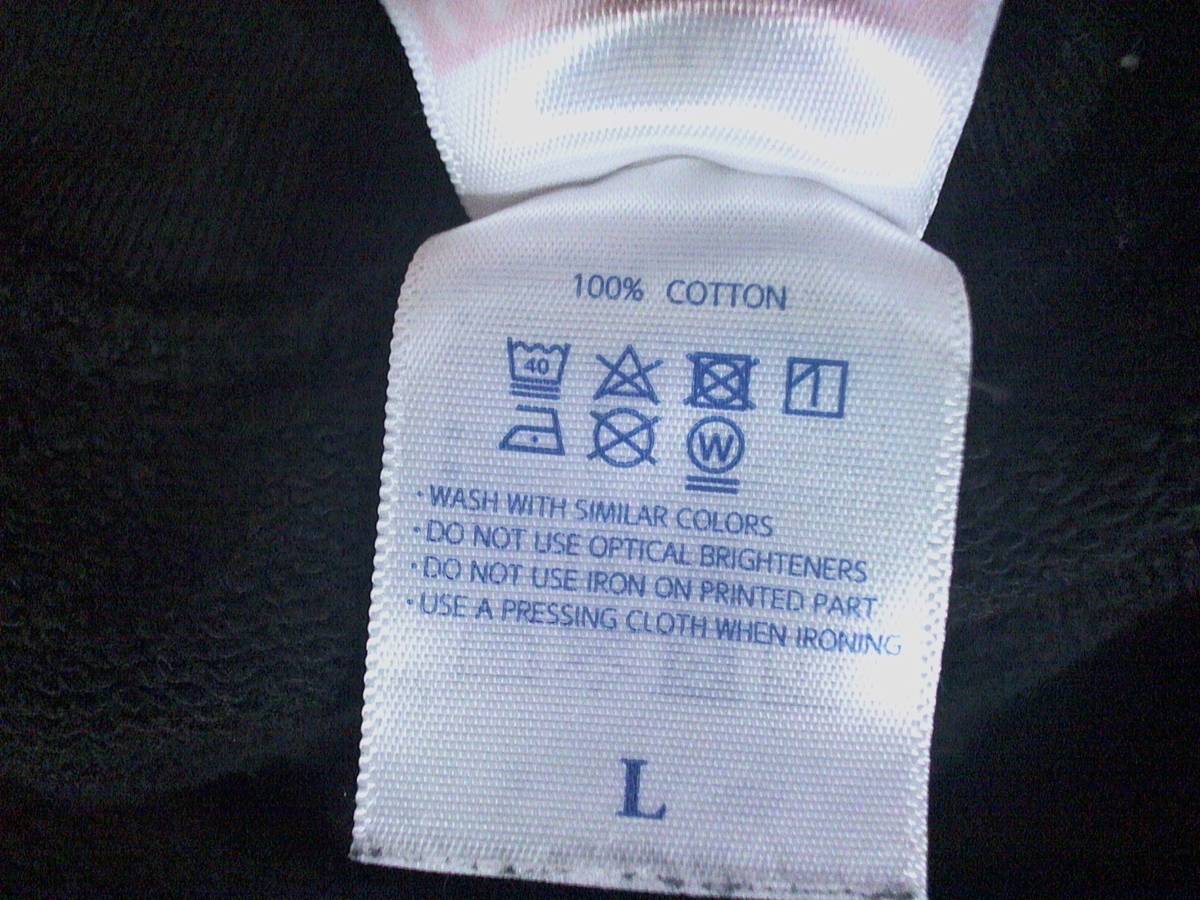 100% COTTON
40
W
· WASH WITH SIMILAR COLORS
· DO NOT USE OPTICAL BRIGHTENERS
· DO NOT USE IRON ON PRINTED PART
· USE A PRESSING CLOTH WHEN IRONING
L